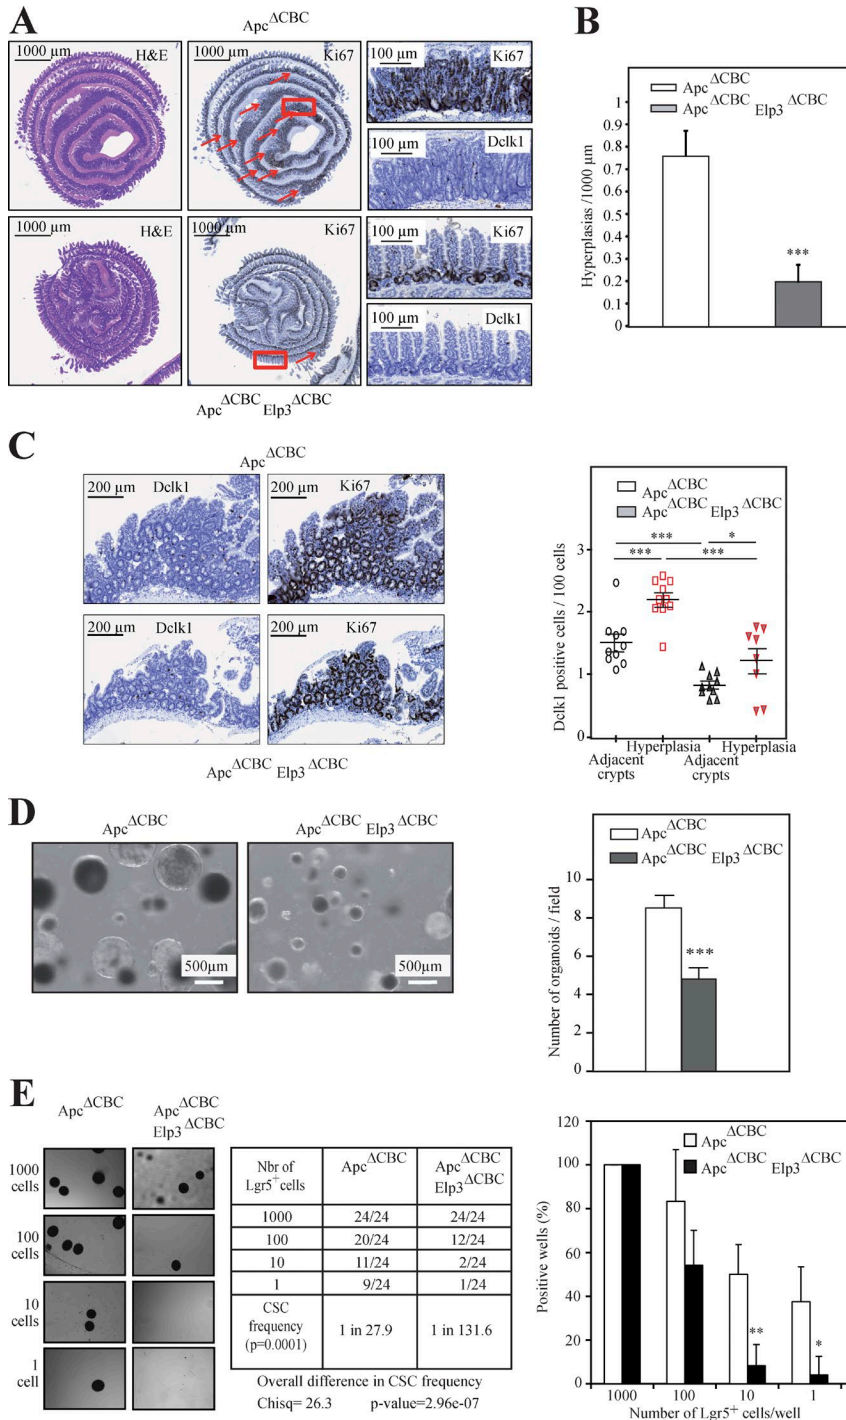 A
Apc ΔCBC
1000 μm
H&E
1000 μm
Ki67
100 μm
Ki67
100 μm
Dclk1
1000 μm
H&E
1000 μm
Ki67
100 μm
Ki67
100 μm
Dclk1
Apc ΔCBC Elp3 ΔCBC
B
Apc ΔCBC
Apc ΔCBC Elp3 ΔCBC
Hyperplasias /1000 μm
1
0.9
0.8
0.7
0.6
0.5
0.4
0.3
0.2
0.1
0
***
C
Apc ΔCBC
200 μm
Dclk1
200 μm
Ki67
200 μm
Dclk1
200 μm
Ki67
Apc ΔCBC Elp3 ΔCBC
Apc ΔCBC
Apc ΔCBC Elp3 ΔCBC
*** *
*** ***
Dclk1 positive cells / 100 cells
3
2
1
0
Adjacent crypts
Hyperplasia
Adjacent crypts
Hyperplasia
D
Apc ΔCBC
Apc ΔCBC Elp3 ΔCBC
500μm
500μm
Apc ΔCBC
Apc ΔCBC Elp3 ΔCBC
Number of organoids / field
10
8
6
4
2
0
***
E
Apc ΔCBC
Apc ΔCBC
Elp3 ΔCBC
1000 cells
100 cells
10 cells
1 cell
Nbr of Lgr5+ cells Apc ΔCBC Apc ΔCBC Elp3 ΔCBC
1000 24/24 24/24
100 20/24 12/24
10 11/24 2/24
1 9/24 1/24
CSC frequency (p=0.0001) 1 in 27.9 1 in 131.6
Overall difference in CSC frequency
Chisq= 26.3 p-value=2.96e-07
Apc ΔCBC
Apc ΔCBC Elp3 ΔCBC
Positive wells (%)
120
100
80
60
40
20
0
**
*
1000 100 10 1
Number of Lgr5+ cells/well